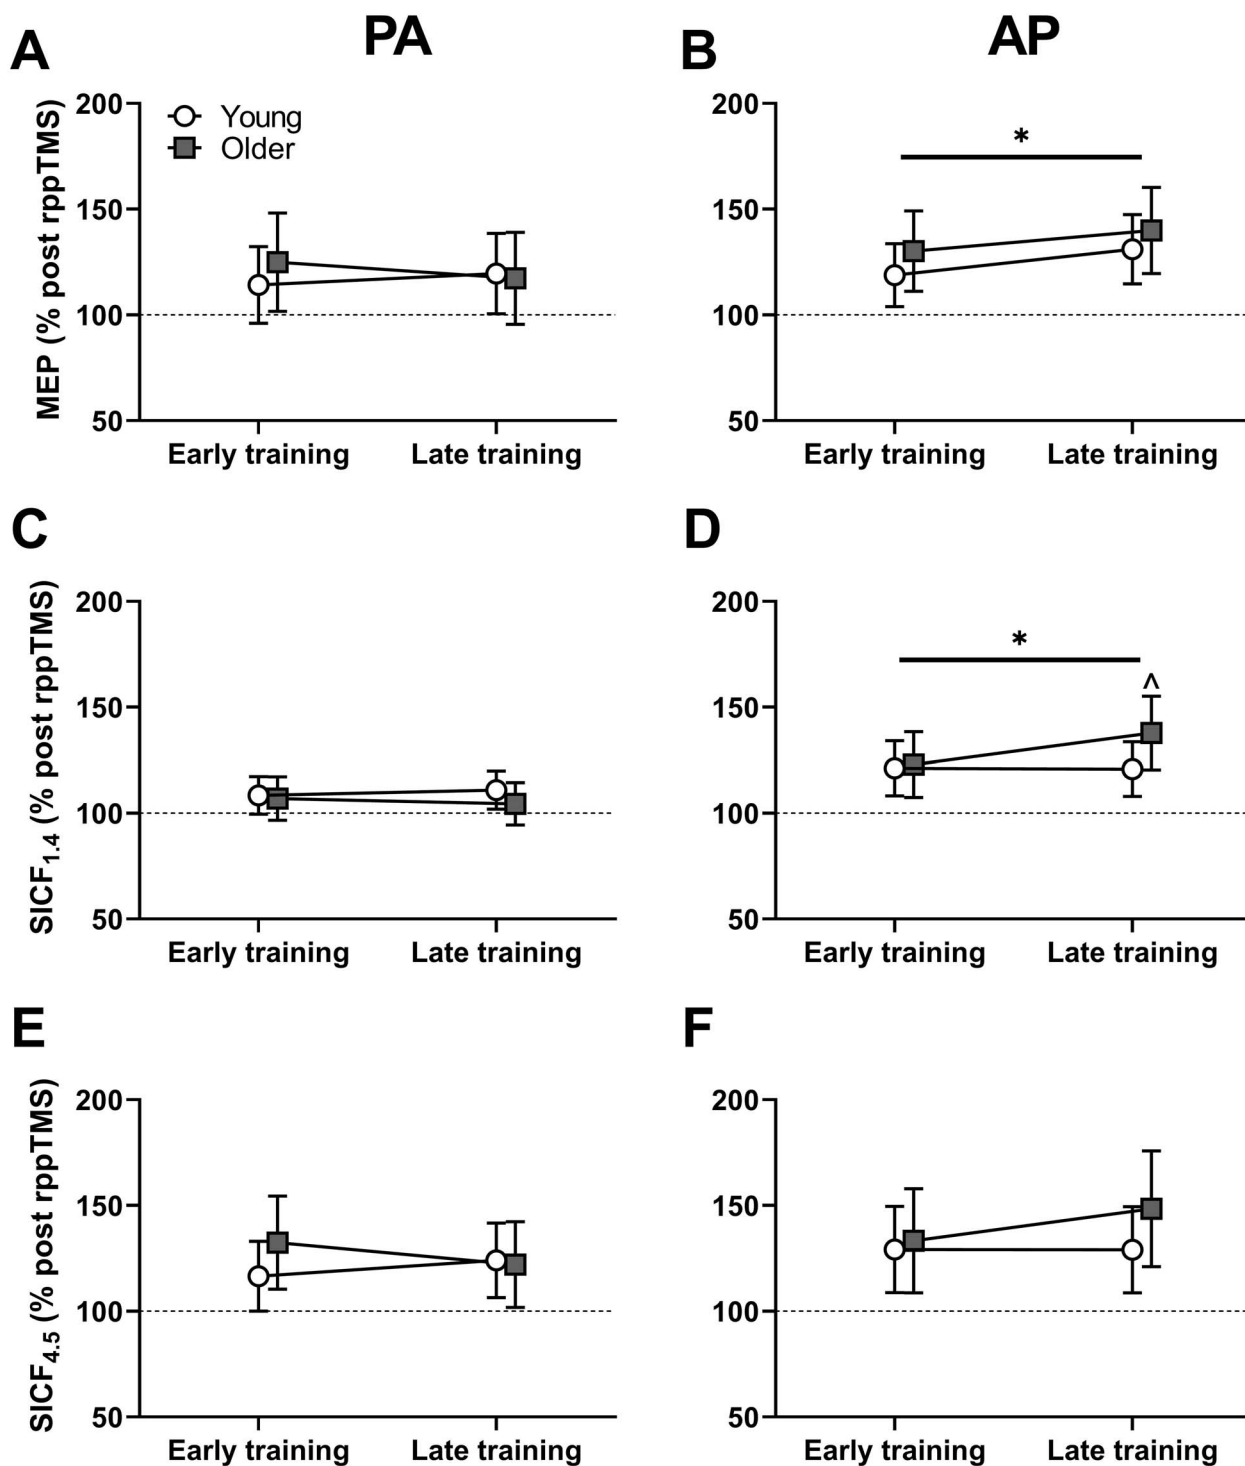 PA
AP
A
B
200
150
100
50
MEP (% post rppTMS)
Young
Older
Early training
Late training
200
150
100
50
*
Early training
Late training
C
D
200
150
100
50
SICF1.4 (% post rppTMS)
Early training
Late training
200
150
100
50
*
^
Early training
Late training
E
F
200
150
100
50
SICF4.5 (% post rppTMS)
Early training
Late training
200
150
100
50
Early training
Late training